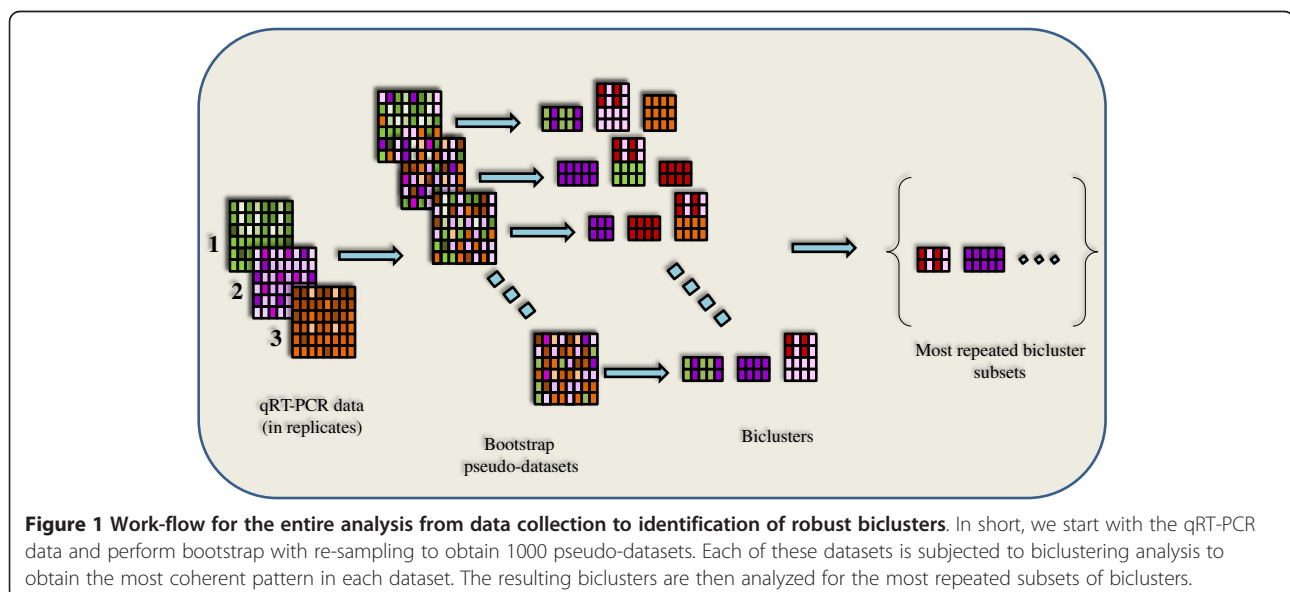 1
2
3
qRT-PCR data
(in replicates)
Bootstrap
pseudo-datasets
Biclusters
Most repeated bicluster
subsets
Figure 1 Work-flow for the entire analysis from data collection to identification of robust biclusters. In short, we start with the qRT-PCR
data and perform bootstrap with re-sampling to obtain 1000 pseudo-datasets. Each of these datasets is subjected to biclustering analysis to
obtain the most coherent pattern in each dataset. The resulting biclusters are then analyzed for the most repeated subsets of biclusters.